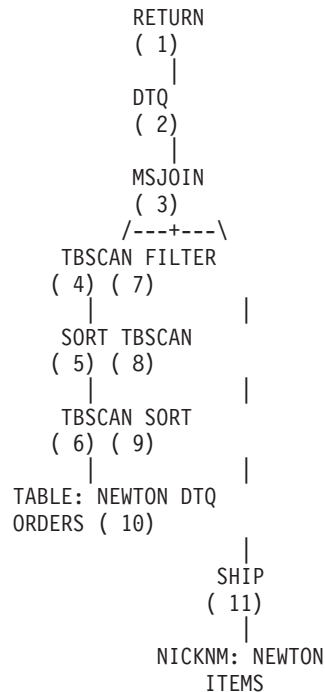 RETURN
( 1)
|
DTQ
( 2)
|
MSJOIN
( 3)
/---+---\
TBSCAN FILTER
( 4) ( 7)
| |
SORT TBSCAN
( 5) ( 8)
| |
TBSCAN SORT
( 6) ( 9)
| |
TABLE: NEWTON DTQ
ORDERS ( 10)
|
SHIP
( 11)
|
NICKNM: NEWTON
ITEMS